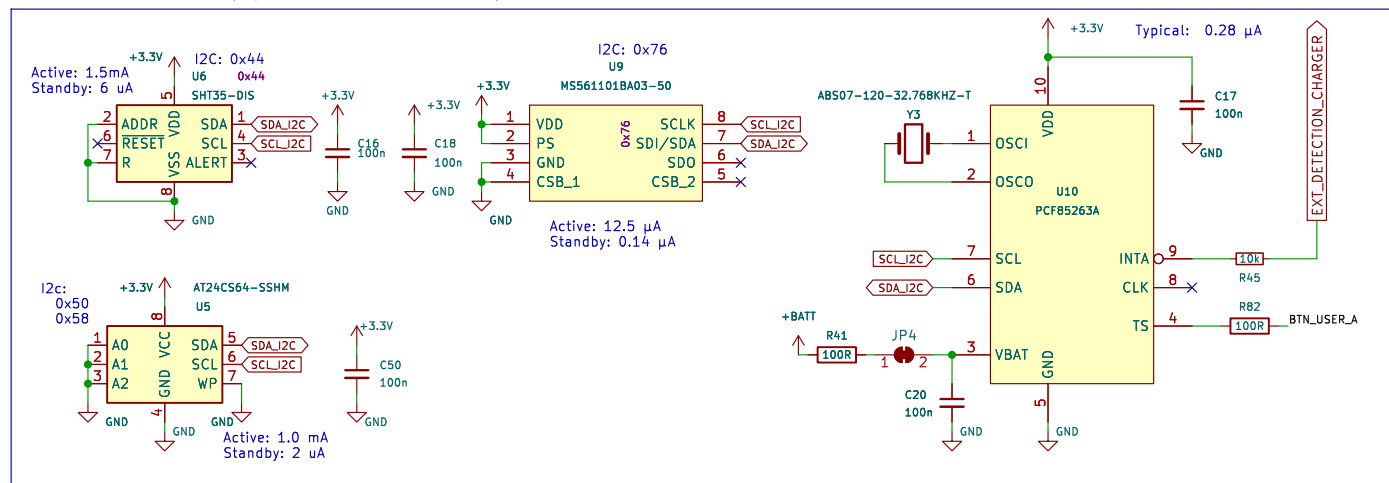 Active: 1.5mA
Standby: 6 uA
+3.3V
I2C: 0x44
U6
0x44
SHT35-DIS
5
2
ADDR
VDD
SDA
1
SDA_I2C
6
RESET
SCL
4
SCL_I2C
7
R
VSS
ALERT
3
8
GND
+3.3V
C16
100n
GND
+3.3V
C18
100n
GND
I2C: 0x76
U9
MS561101BA03-50
+3.3V
1
VDD
0x76
SCLK
8
SCL_I2C
2
PS
SDI/SDA
7
SDA_I2C
3
GND
SDO
6
4
CSB_1
CSB_2
5
GND
Active: 12.5 µA
Standby: 0.14 µA
+3.3V
Typical: 0.28 µA
EXT_DETECTION_CHARGER
10
VDD
C17
100n
GND
ABS07-120-32.768KHZ-T
Y3
1
OSCI
2
OSCO
U10
PCF85263A
SCL_I2C
7
SCL
INTA
9
10k
R45
SDA_I2C
6
SDA
CLK
8
R82
TS
4
100R
BTN_USER_A
+BATT
R41
100R
JP4
1
2
3
VBAT
GND
5
GND
C20
100n
GND
I2c:
0x50
0x58
+3.3V
AT24CS64-SSHM
U5
8
1
A0
VCC
SDA
5
SDA_I2C
2
A1
SCL
6
SCL_I2C
3
A2
GND
WP
7
4
GND
GND
GND
+3.3V
C50
100n
GND
Active: 1.0 mA
Standby: 2 uA